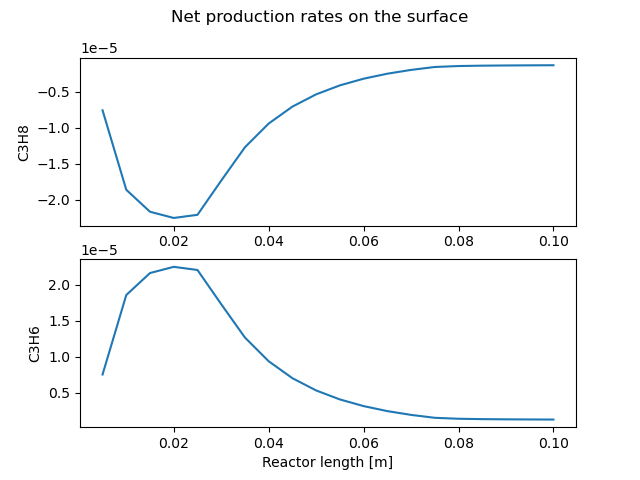 Net production rates on the surface
1e−5
−0.5
−1.0
−1.5
−2.0
C3H8
0.02 0.04 0.06 0.08 0.10
1e−5
2.0
1.5
1.0
0.5
C3H6
0.02 0.04 0.06 0.08 0.10
Reactor length [m]